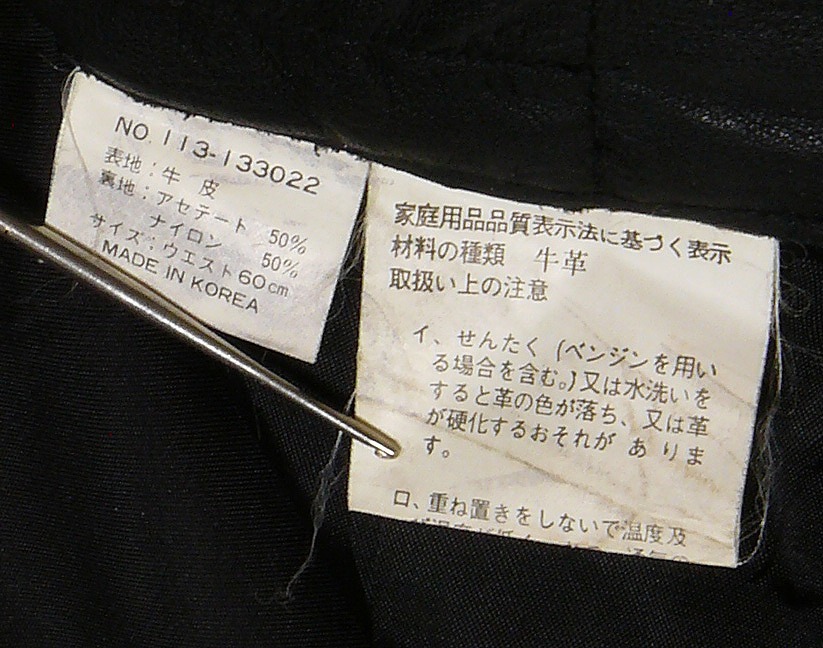 NO. 113-133022
表地:牛 皮
裏地:アセテート 50%
ナイロン 50%
サイズ:ウエスト60cm
MADE IN KOREA
家庭用品品質表示法に基づく表示
材料の種類 牛革
取扱い上の注意
イ、せんたく(ベンジンを用い
る場合を含む。)又は水洗いを
すると革の色が落ち、又は革
が硬化するおそれが あ り ま
す。
ロ、重ね置きをしないで温度及